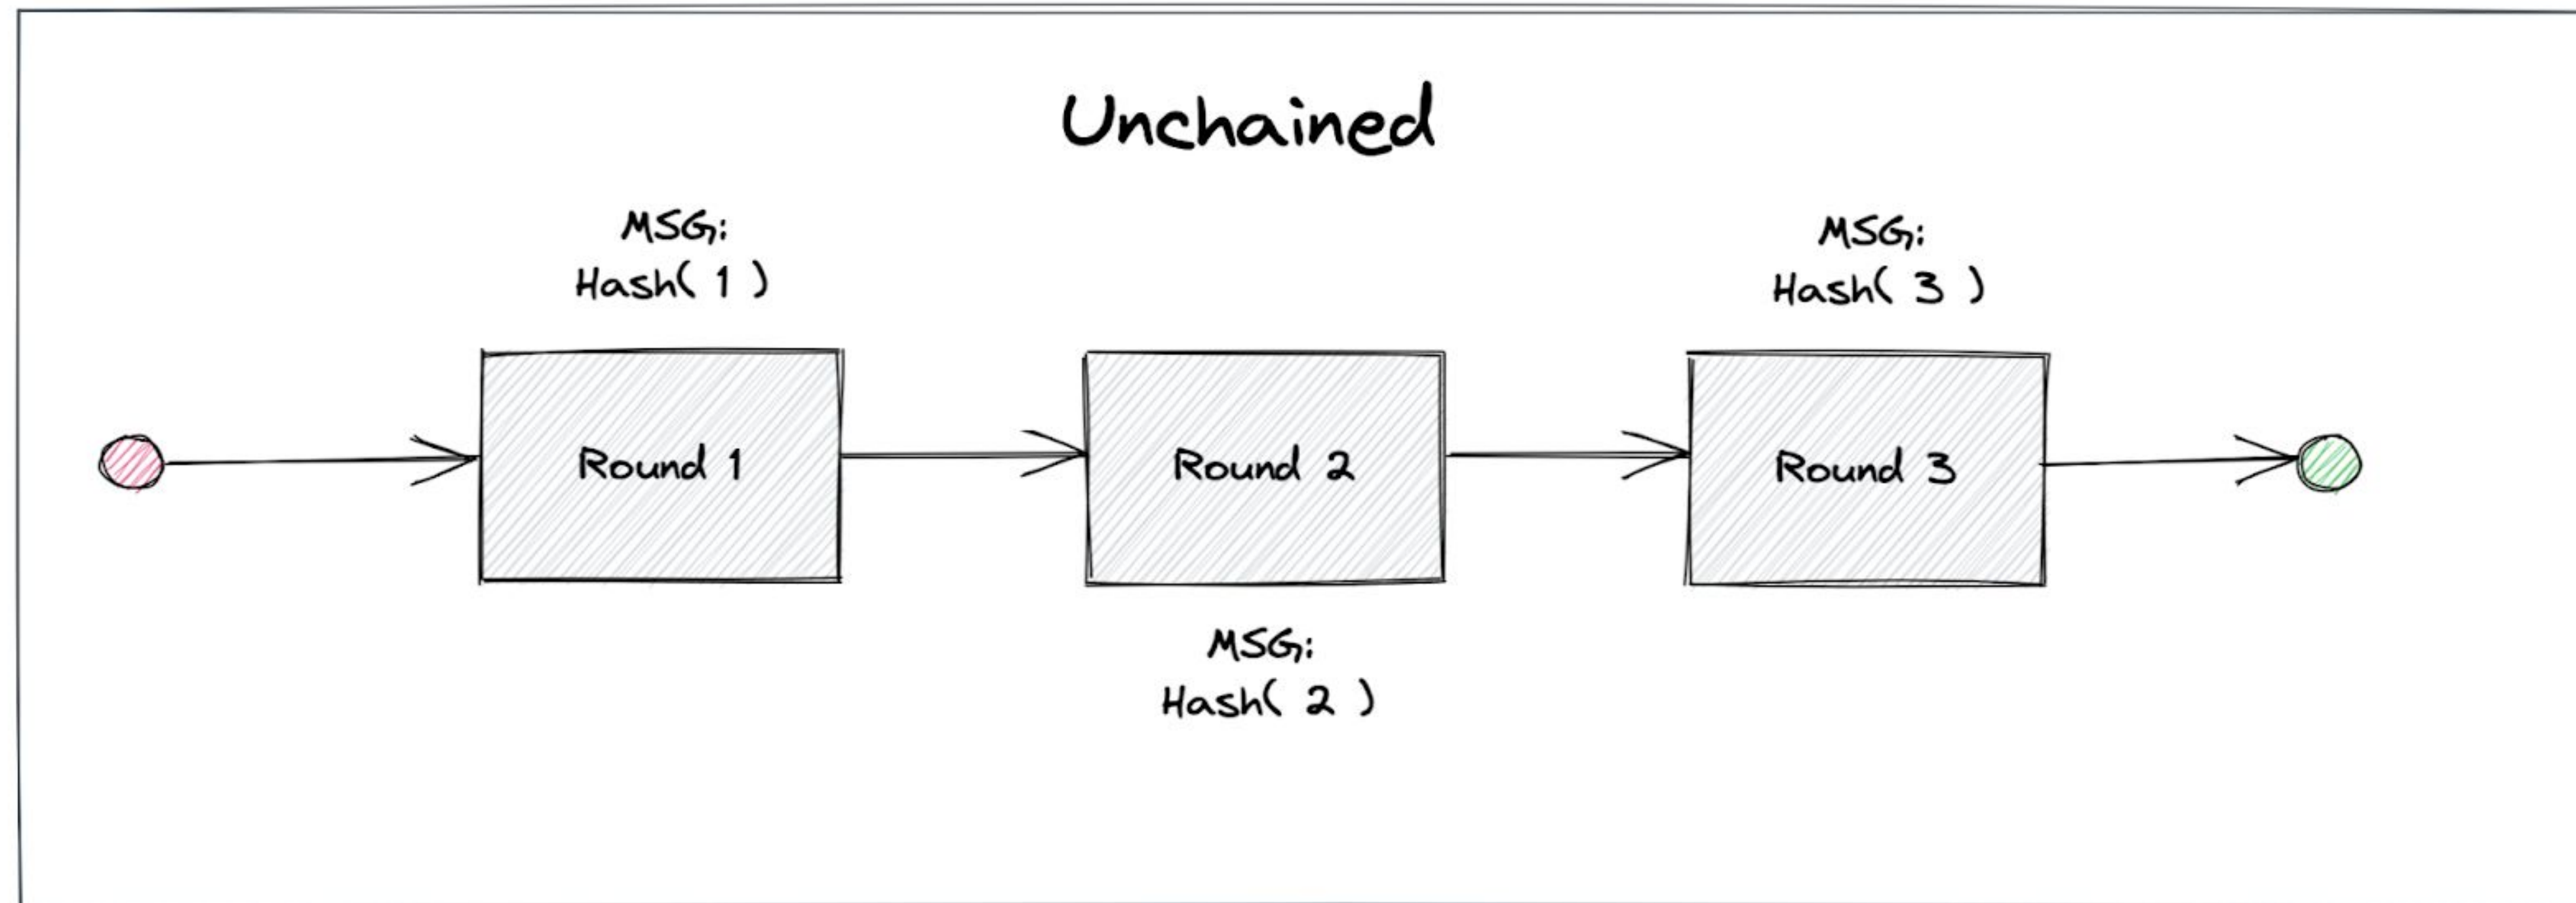 Unchained
MSG:
Hash( 1 )
MSG:
Hash( 3 )
Round 1
Round 2
Round 3
MSG:
Hash( 2 )